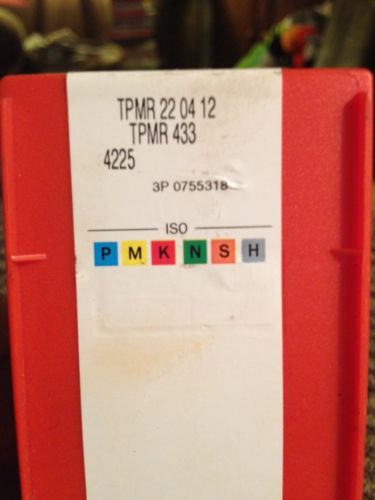 TPMR 22 04 12
TPMR 433
4225
3P 0755318
ISO
P M K N S H